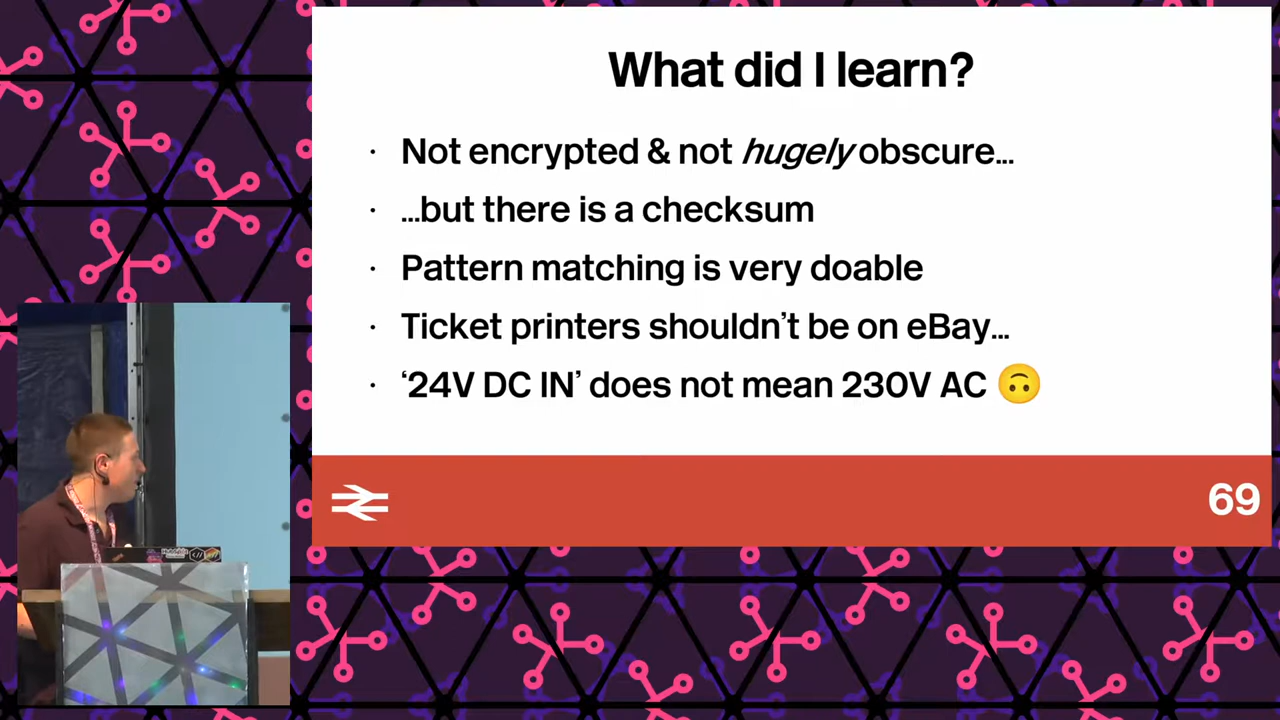 What did I learn?
· Not encrypted & not hugely obscure...
· ...but there is a checksum
· Pattern matching is very doable
· Ticket printers shouldn’t be on eBay...
· ‘24V DC IN’ does not mean 230V AC 🙃
69